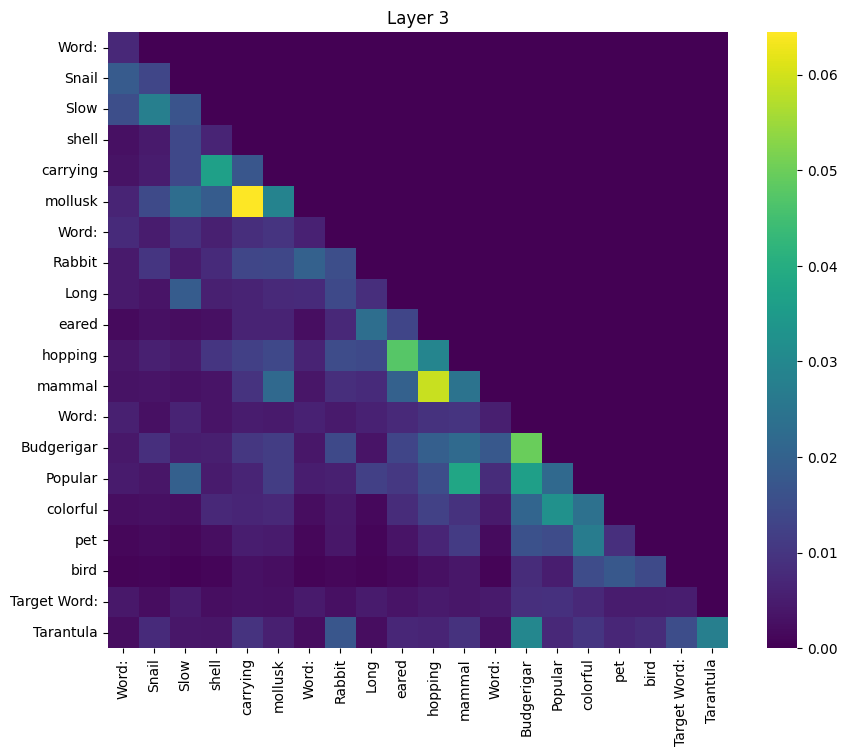 Layer 3
Word:
Snail
Slow
shell
carrying
mollusk
Word:
Rabbit
Long
eared
hopping
mammal
Word:
Budgerigar
Popular
colorful
pet
bird
Target Word:
Tarantula
0.06
0.05
0.04
0.03
0.02
0.01
0.00
Word:
Snail
Slow
shell
carrying
mollusk
Word:
Rabbit
Long
eared
hopping
mammal
Word:
Budgerigar
Popular
colorful
pet
bird
Target Word:
Tarantula